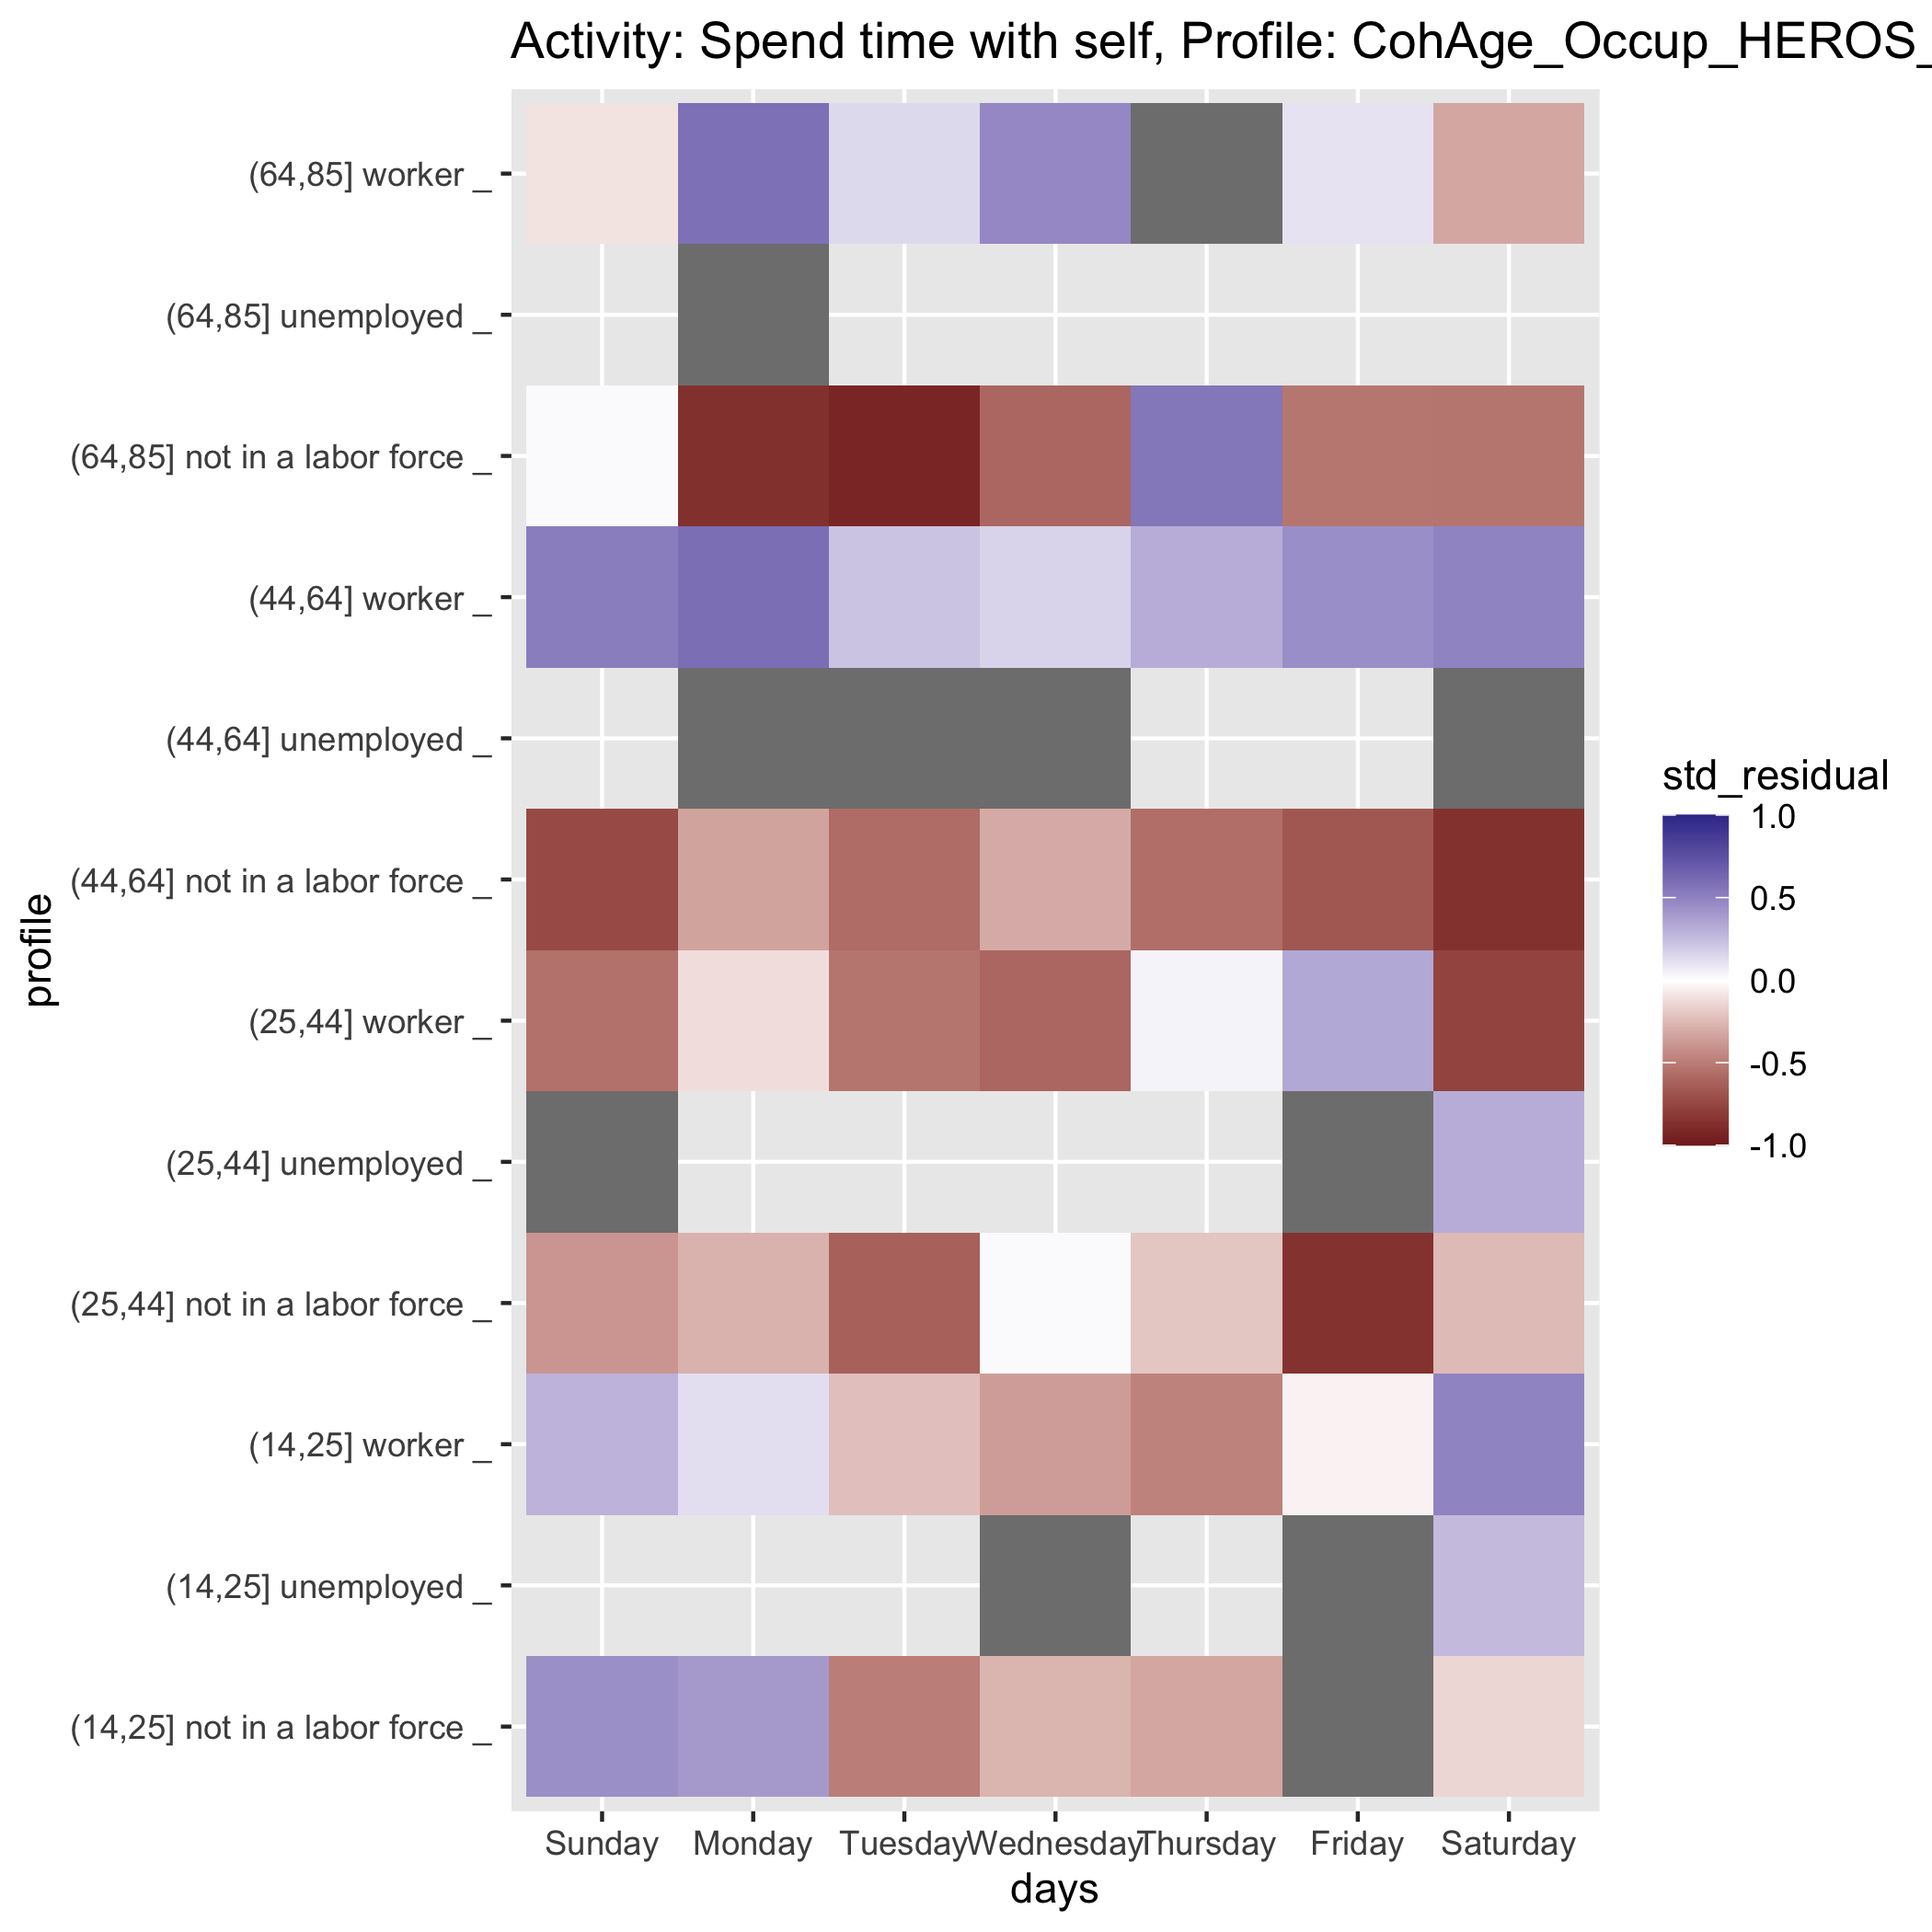 Activity: Spend time with self, Profile: CohAge_Occup_HEROS_
(64,85] worker _
(64,85] unemployed _
(64,85] not in a labor force _
(44,64] worker _
(44,64] unemployed _
(44,64] not in a labor force _
(25,44] worker _
(25,44] unemployed _
(25,44] not in a labor force _
(14,25] worker _
(14,25] unemployed _
(14,25] not in a labor force _
profile
Sunday Monday Tuesday Wednesday Thursday Friday Saturday
days
std_residual
1.0
0.5
0.0
-0.5
-1.0